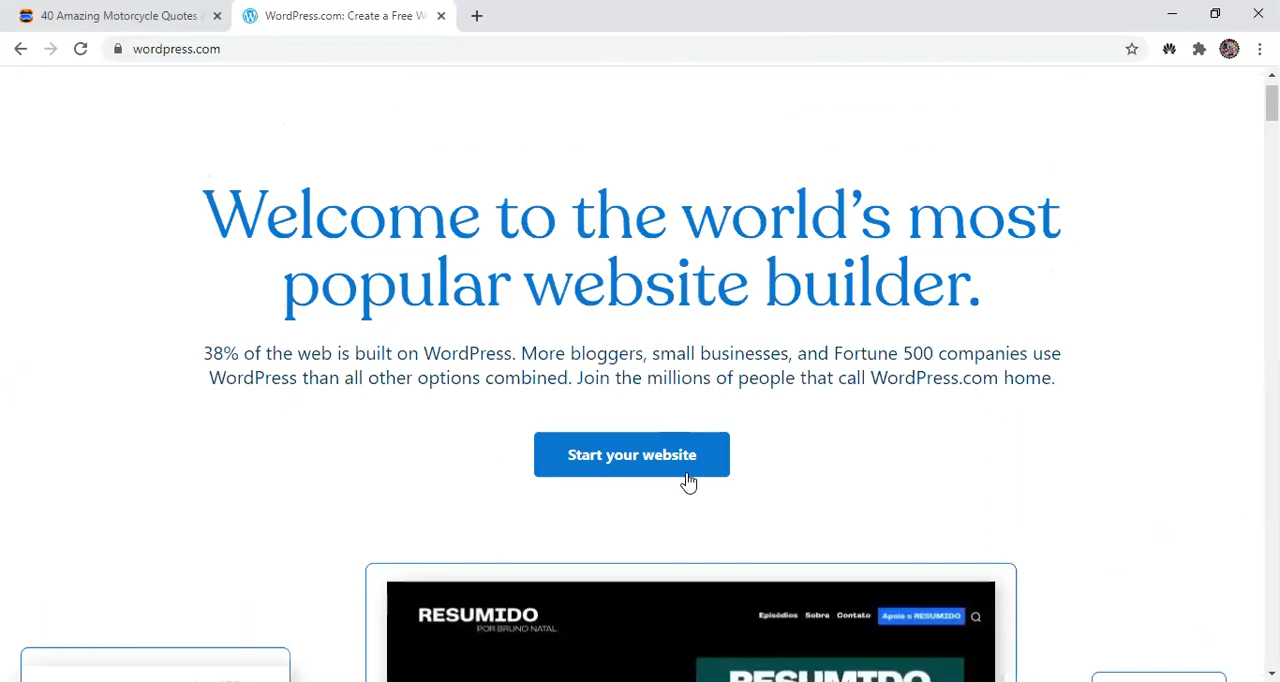 40 Amazing Motorcycle Quotes
WordPress.com: Create a Free W
wordpress.com
Welcome to the world's most
popular website builder.
38% of the web is built on WordPress. More bloggers, small businesses, and Fortune 500 companies use
WordPress than all other options combined. Join the millions of people that call WordPress.com home.
Start your website
RESUMIDO
POR BRUNO NATAL
Episódios Sobre Contato Apoie o RESUMIDO
RESUMIDO